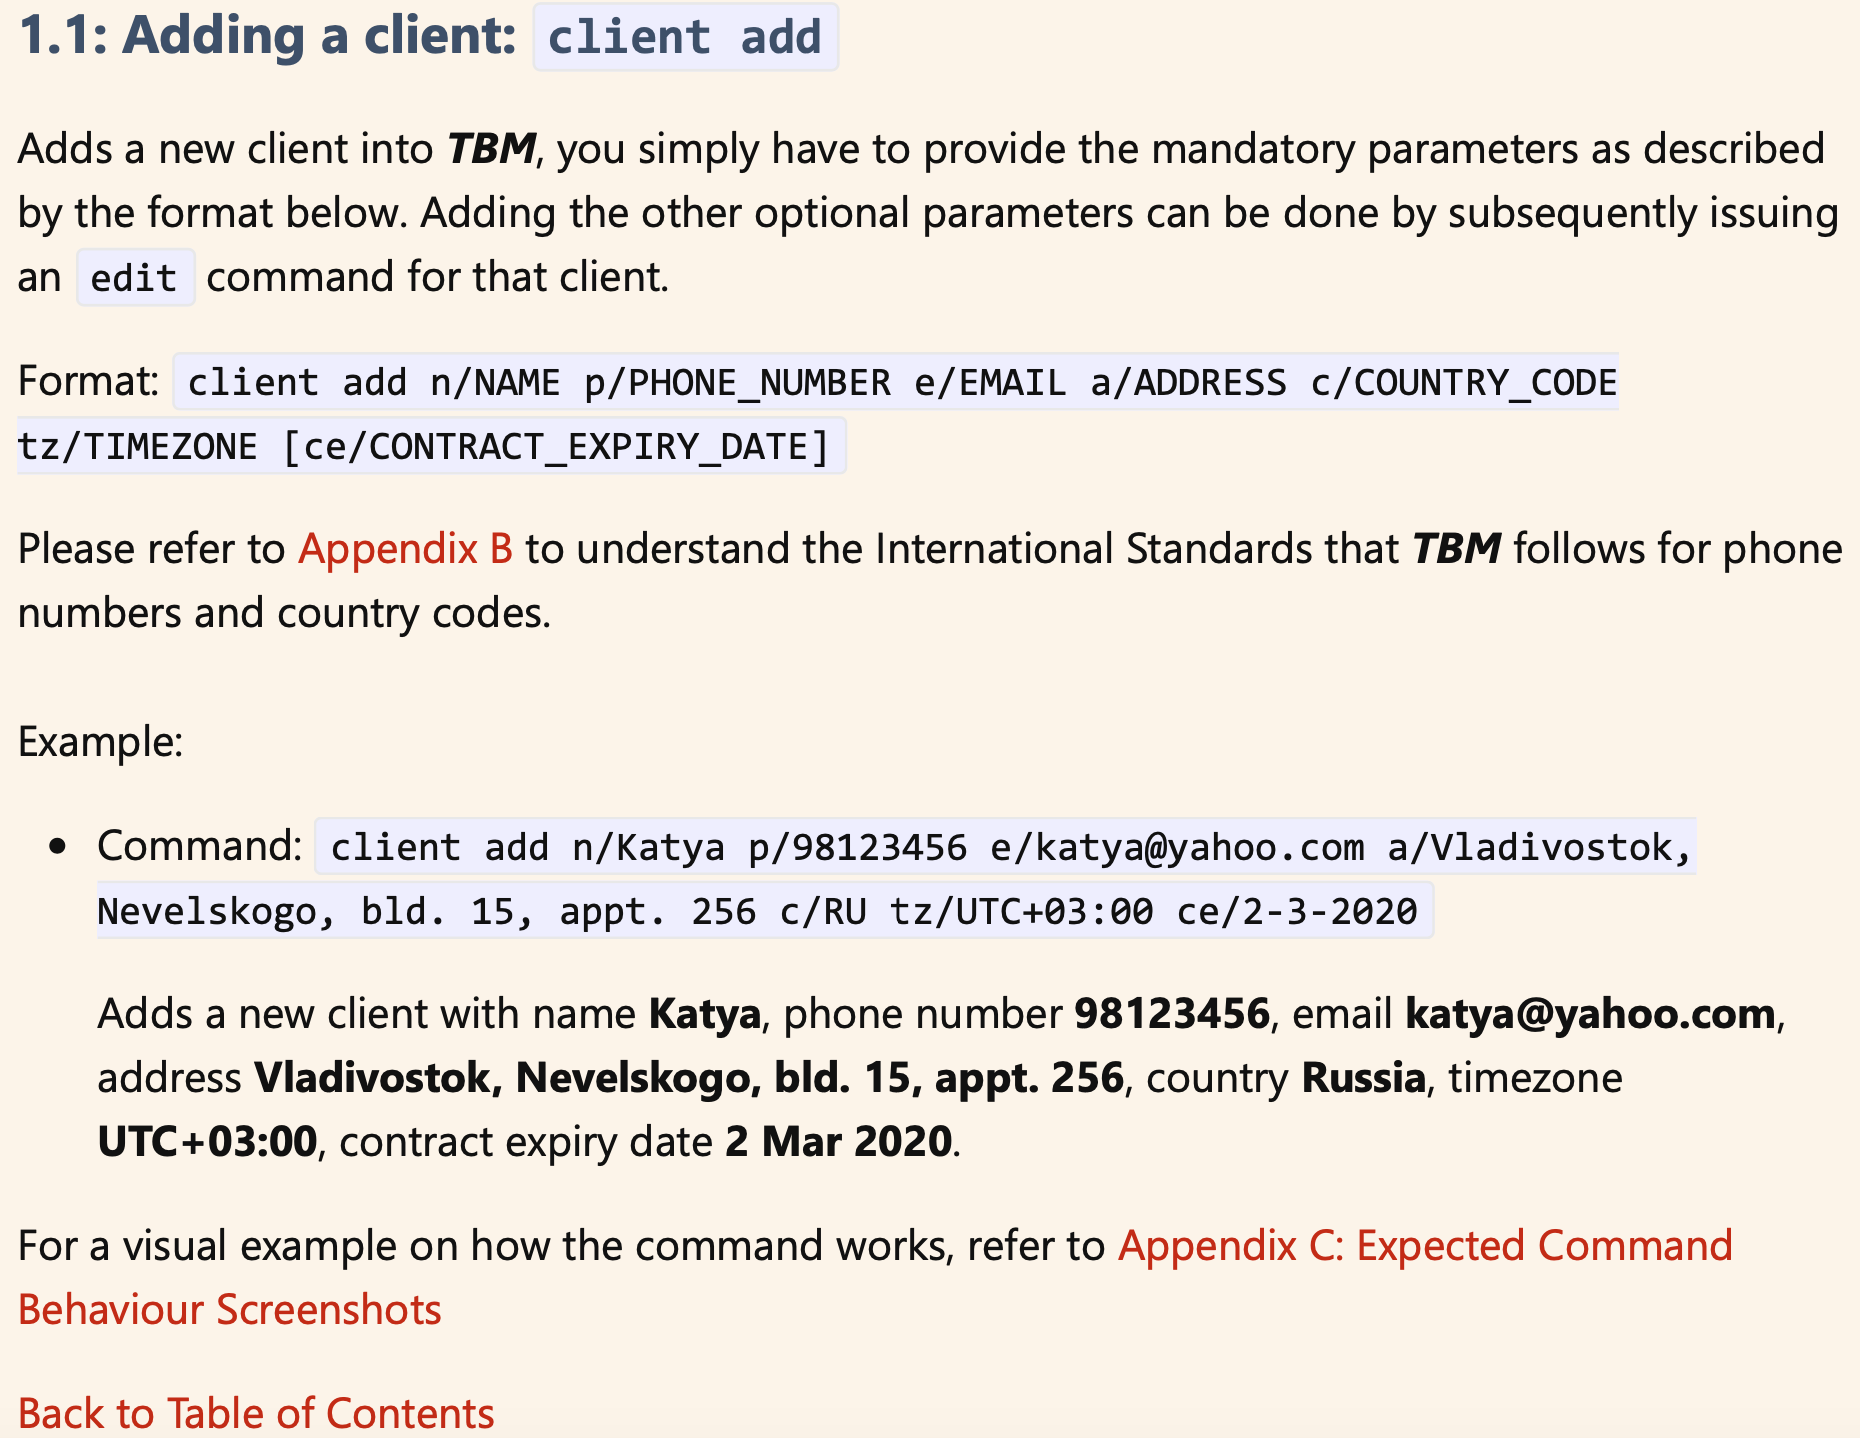 1.1: Adding a client: client add
Adds a new client into TBM, you simply have to provide the mandatory parameters as described
by the format below. Adding the other optional parameters can be done by subsequently issuing
an edit command for that client.
Format: client add n/NAME p/PHONE_NUMBER e/EMAIL a/ADDRESS c/COUNTRY_CODE
tz/TIMEZONE [ce/CONTRACT_EXPIRY_DATE]
Please refer to Appendix B to understand the International Standards that TBM follows for phone
numbers and country codes.
Example:
• Command: client add n/Katya p/98123456 e/katya@yahoo.com a/Vladivostok,
Nevelskogo, bld. 15, appt. 256 c/RU tz/UTC+03:00 ce/2-3-2020
Adds a new client with name Katya, phone number 98123456, email katya@yahoo.com,
address Vladivostok, Nevelskogo, bld. 15, appt. 256, country Russia, timezone
UTC+03:00, contract expiry date 2 Mar 2020.
For a visual example on how the command works, refer to Appendix C: Expected Command
Behaviour Screenshots
Back to Table of Contents